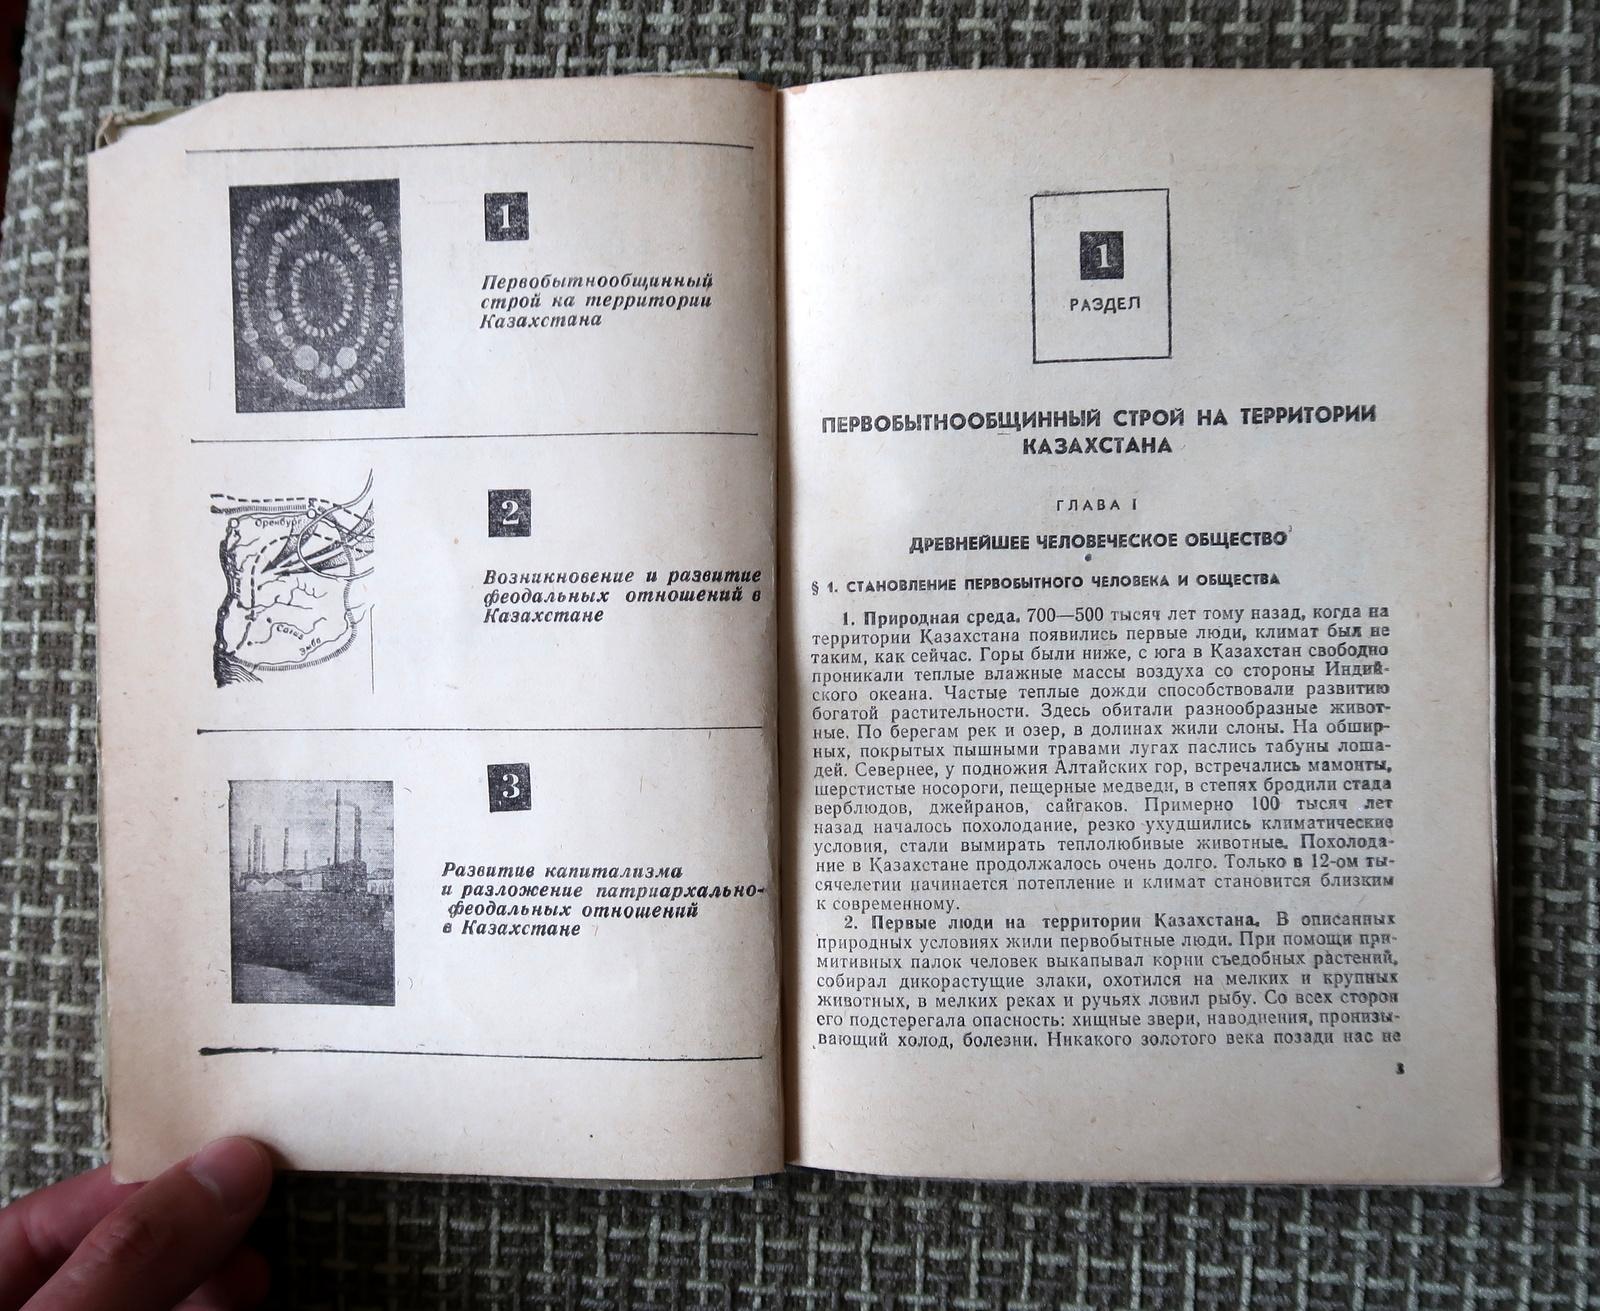 1
Первобытнообщинный
строй на территории
Казахстана
Оренбург
Сагиз
Эмба
2
Возникновение и развитие
феодальных отношений в
Казахстане
3
Развитие капитализма
и разложение патриархально-
феодальных отношений
в Казахстане
1
РАЗДЕЛ
ПЕРВОБЫТНООБЩИННЫЙ СТРОЙ НА ТЕРРИТОРИИ
КАЗАХСТАНА
ГЛАВА I
ДРЕВНЕЙШЕЕ ЧЕЛОВЕЧЕСКОЕ ОБЩЕСТВО
§ 1. СТАНОВЛЕНИЕ ПЕРВОБЫТНОГО ЧЕЛОВЕКА И ОБЩЕСТВА
1. Природная среда. 700—500 тысяч лет тому назад, когда на
территории Казахстана появились первые люди, климат был не
таким, как сейчас. Горы были ниже, с юга в Казахстан свободно
проникали теплые влажные массы воздуха со стороны Индий-
ского океана. Частые теплые дожди способствовали развитию
богатой растительности. Здесь обитали разнообразные живот-
ные. По берегам рек и озер, в долинах жили слоны. На обшир-
ных, покрытых пышными травами лугах паслись табуны лоша-
дей. Севернее, у подножия Алтайских гор, встречались мамонты,
шерстистые носороги, пещерные медведи, в степях бродили стада
верблюдов, джейранов, сайгаков. Примерно 100 тысяч лет
назад началось похолодание, резко ухудшились климатические
условия, стали вымирать теплолюбивые животные. Похолода-
ние в Казахстане продолжалось очень долго. Только в 12-ом ты-
сячелетии начинается потепление и климат становится близким
к современному.
2. Первые люди на территории Казахстана. В описанных
природных условиях жили первобытные люди. При помощи при-
митивных палок человек выкапывал корни съедобных растений,
собирал дикорастущие злаки, охотился на мелких и крупных
животных, в мелких реках и ручьях ловил рыбу. Со всех сторон
его подстерегала опасность: хищные звери, наводнения, пронизы-
вающий холод, болезни. Никакого золотого века позади нас не
3